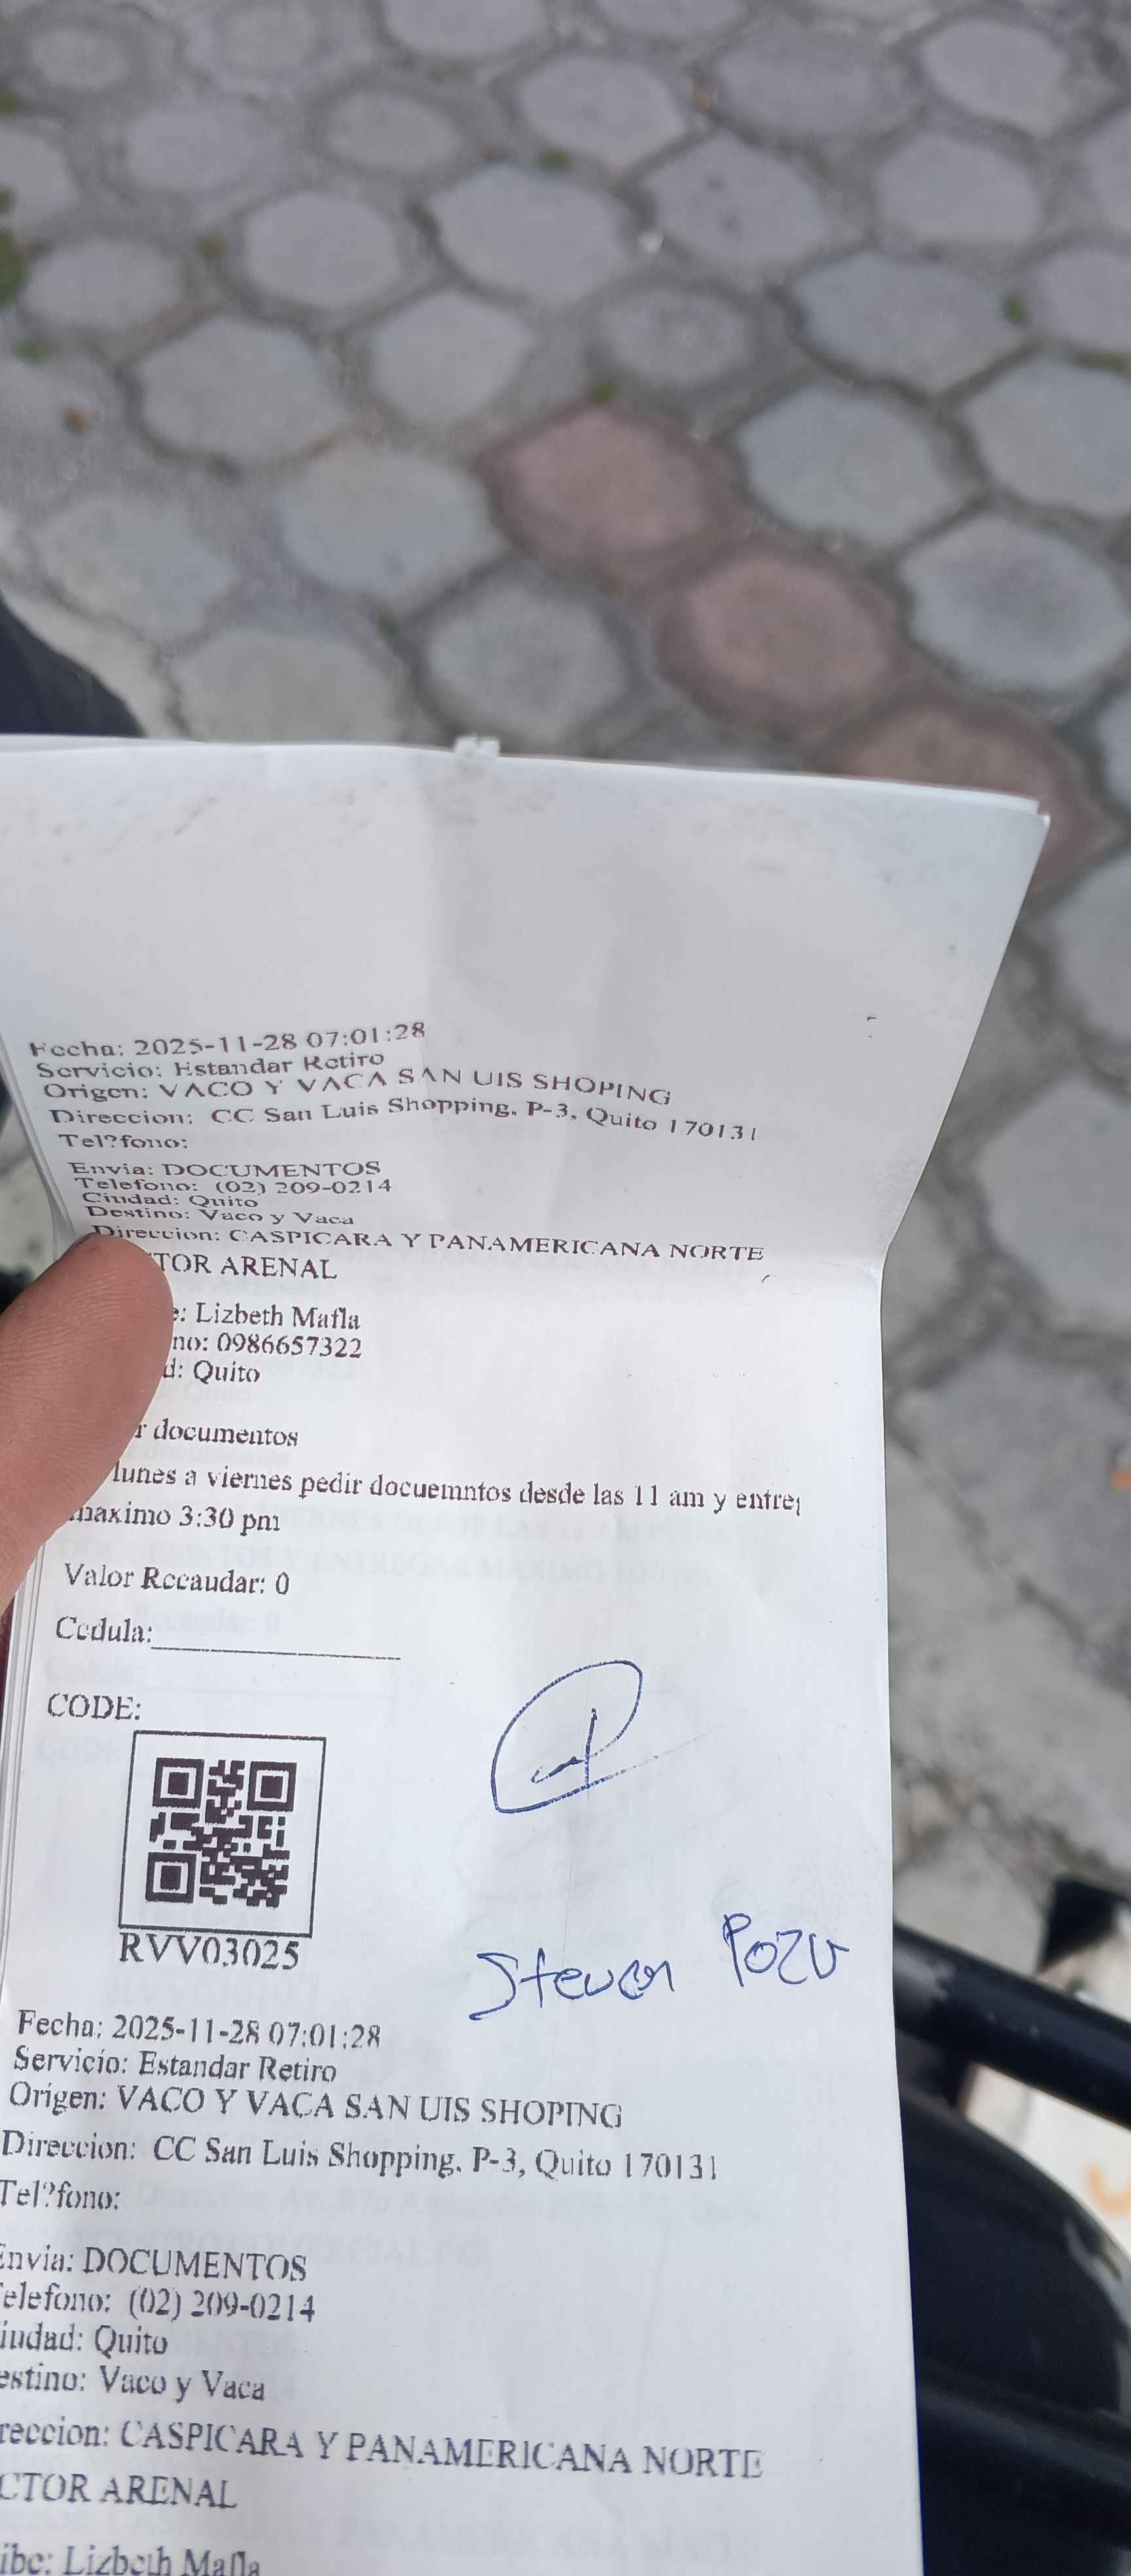 Fecha: 2025-11-28 07:01:28
Servicio: Estandar Retiro
Origen: VACO Y VACA SAN UIS SHOPING
Direccion: CC San Luis Shopping, P-3, Quito 170131
Tel?fono:
Envia: DOCUMENTOS
Telefono: (02) 209-0214
Ciudad: Quito
Destino: Vaco y Vaca
Direccion: CASPICARA Y PANAMERICANA NORTE
TOR ARENAL
e: Lizbeth Mafla
no: 0986657322
d: Quito
r documentos
lunes a viernes pedir docuemntos desde las 11 am y entreg
maximo 3:30 pm
Valor Recaudar: 0
Cedula:
CODE:
RVV03025
Steven Pozo
Fecha: 2025-11-28 07:01:28
Servicio: Estandar Retiro
Origen: VACO Y VACA SAN UIS SHOPING
Direccion: CC San Luis Shopping, P-3, Quito 170131
Tel?fono:
Envia: DOCUMENTOS
elefono: (02) 209-0214
iudad: Quito
estino: Vaco y Vaca
reccion: CASPICARA Y PANAMERICANA NORTE
CTOR ARENAL
ibe: Lizbeth Mafla